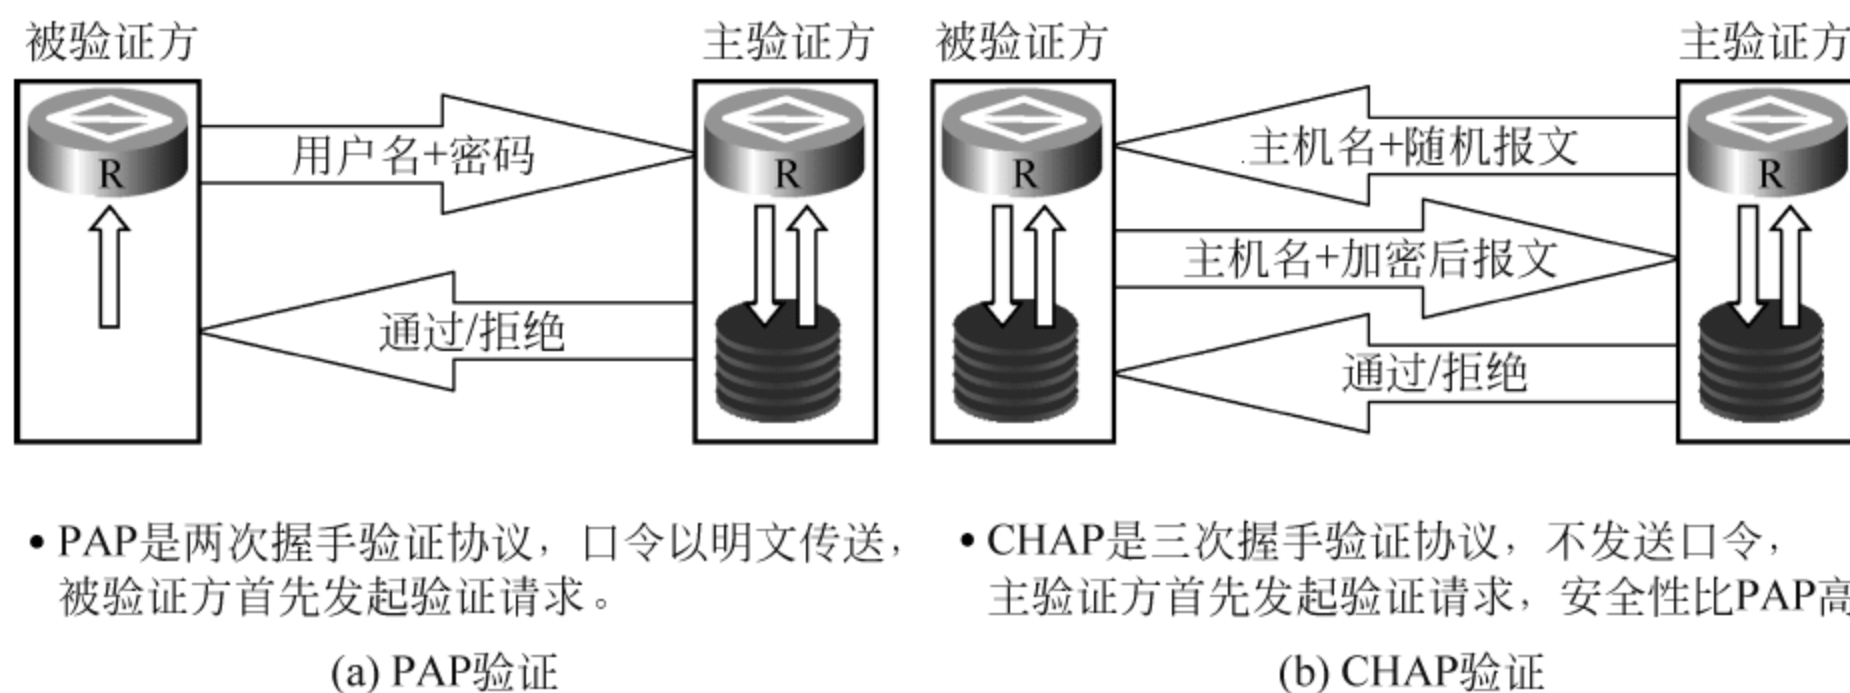 被验证方
主验证方
R
用户名+密码
R
通过/拒绝
• PAP是两次握手验证协议，口令以明文传送，
被验证方首先发起验证请求。
(a) PAP验证
被验证方
主验证方
R
主机名+随机报文
R
主机名+加密后报文
通过/拒绝
• CHAP是三次握手验证协议，不发送口令，
主验证方首先发起验证请求，安全性比PAP高
(b) CHAP验证